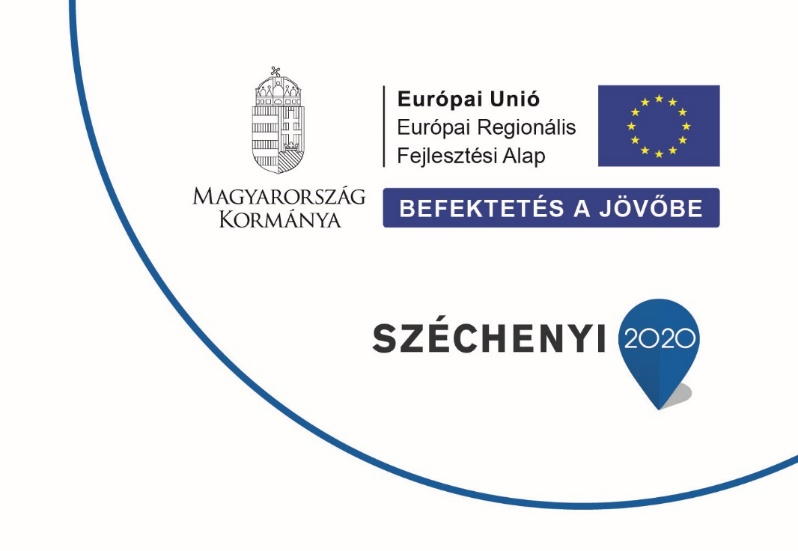 Európai Unió
Európai Regionális
Fejlesztési Alap
MAGYARORSZÁG
KORMÁNYA
BEFEKTETÉS A JÖVŐBE
SZÉCHENYI 2020